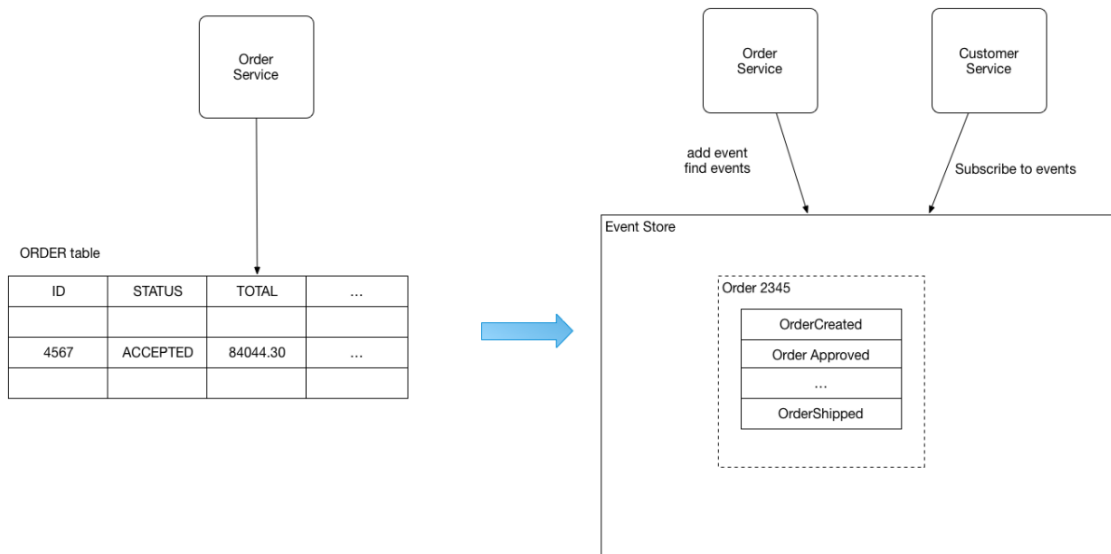 Order
Service
ORDER table
ID STATUS TOTAL ...
4567 ACCEPTED 84044.30 ...
Order
Service
Customer
Service
add event
find events
Subscribe to events
Event Store
Order 2345
OrderCreated
Order Approved
...
OrderShipped